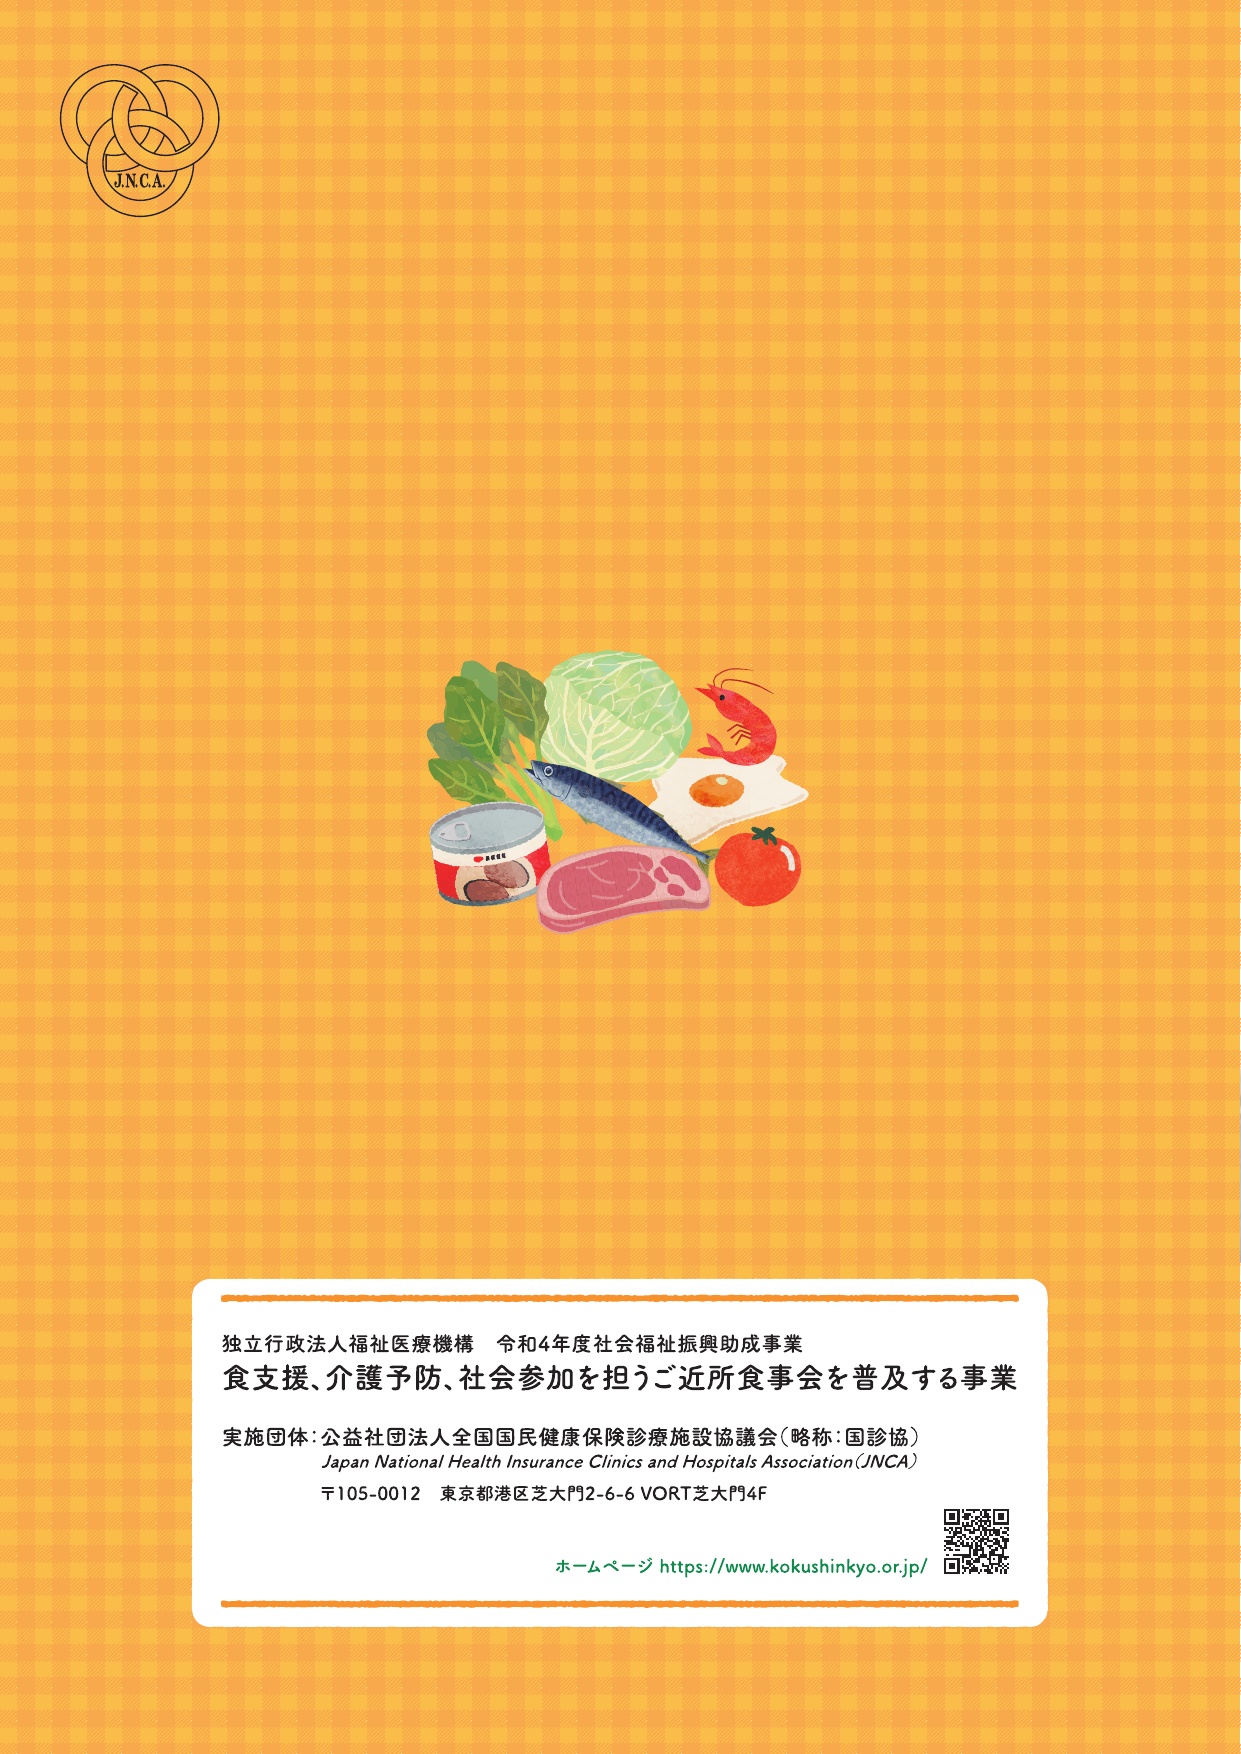 J.N.C.A.
独立行政法人福祉医療機構　令和4年度社会福祉振興助成事業
食支援、介護予防、社会参加を担うご近所食事会を普及する事業
実施団体：公益社団法人全国国民健康保険診療施設協議会（略称：国診協）
Japan National Health Insurance Clinics and Hospitals Association（JNCA）
〒105-0012　東京都港区芝大門2-6-6 VORT芝大門4F
ホームページ https://www.kokushinkyo.or.jp/